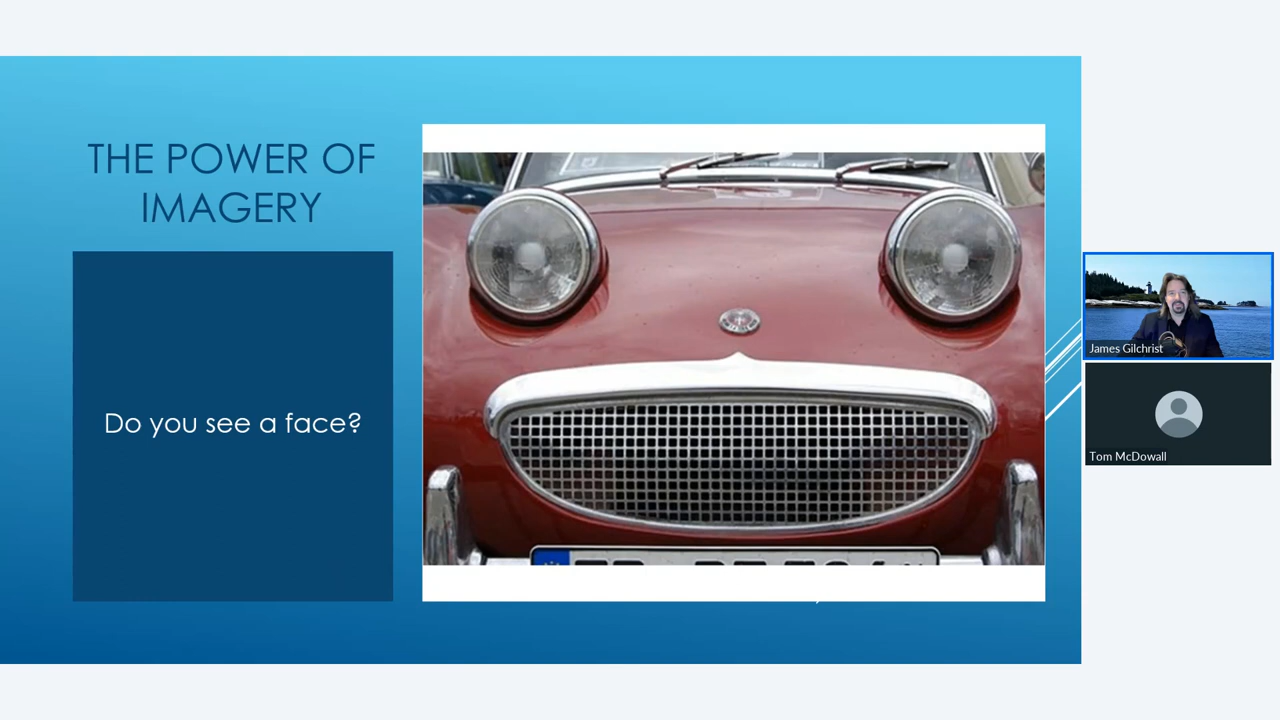 THE POWER OF
IMAGERY
Do you see a face?
James Gilchrist
Tom McDowall